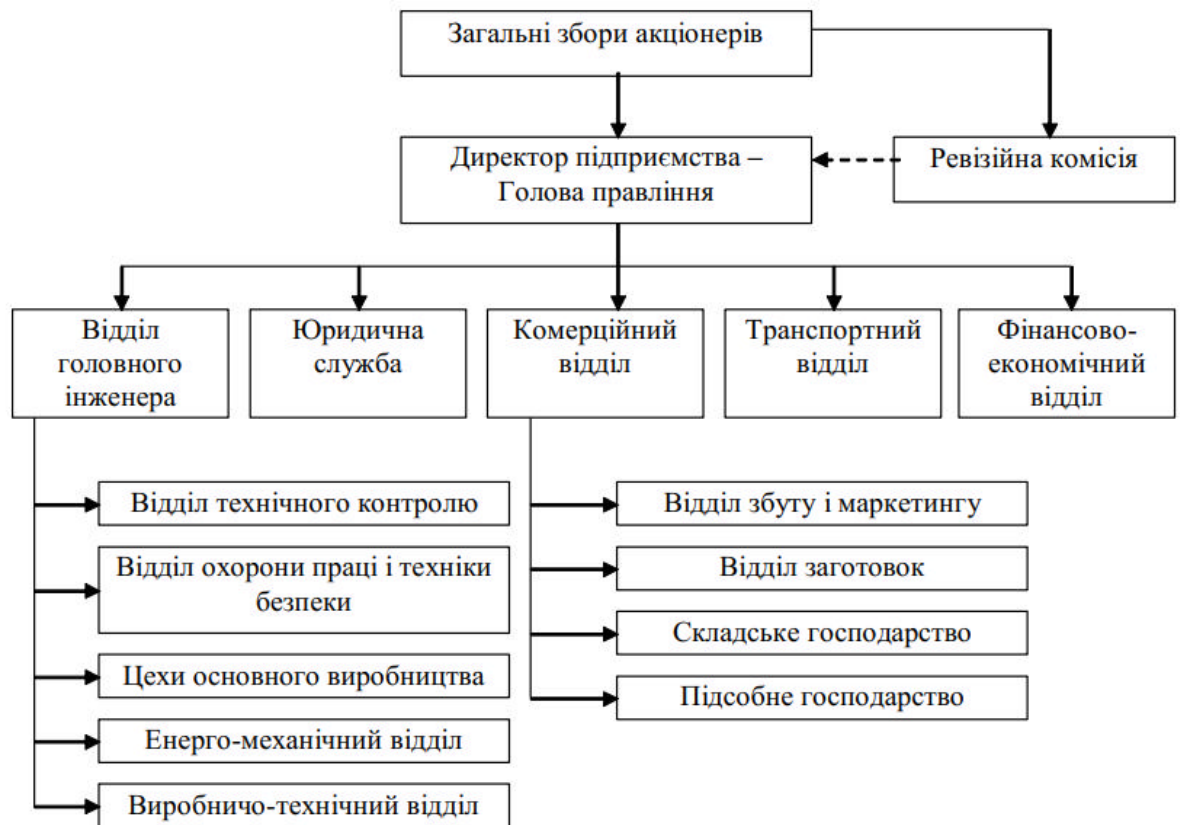 Загальні збори акціонерів
Директор підприємства –
Голова правління
Ревізійна комісія
Відділ
головного
інженера
Юридична
служба
Комерційний
відділ
Транспортний
відділ
Фінансово-
економічний
відділ
Відділ технічного контролю
Відділ охорони праці і техніки
безпеки
Цехи основного виробництва
Енерго-механічний відділ
Виробничо-технічний відділ
Відділ збуту і маркетингу
Відділ заготовок
Складське господарство
Підсобне господарство